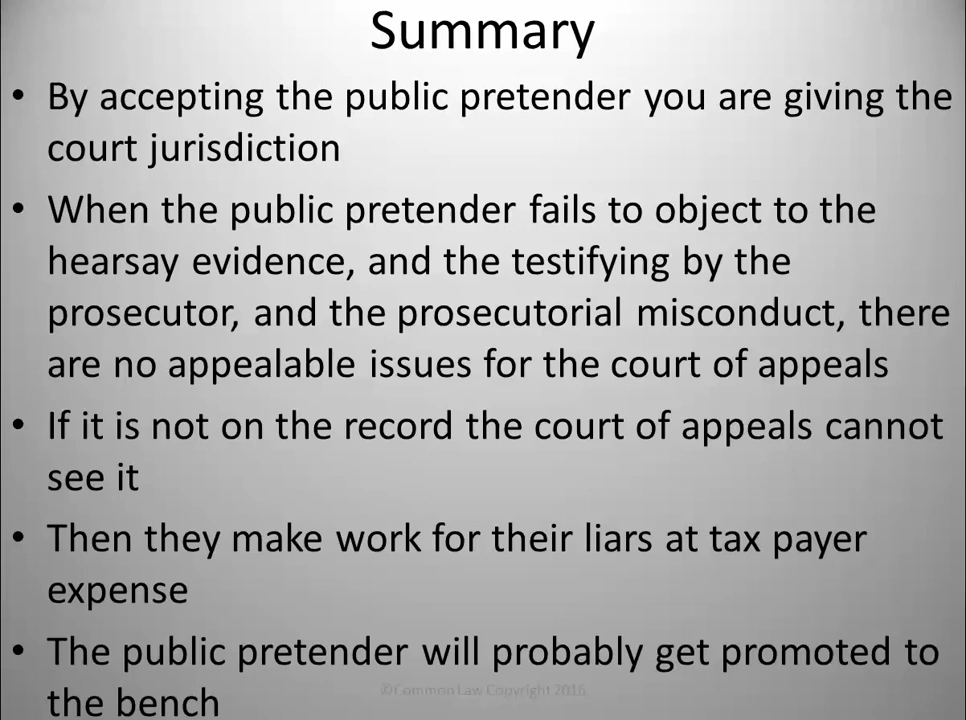 Summary
• By accepting the public pretender you are giving the
court jurisdiction
• When the public pretender fails to object to the
hearsay evidence, and the testifying by the
prosecutor, and the prosecutorial misconduct, there
are no appealable issues for the court of appeals
• If it is not on the record the court of appeals cannot
see it
• Then they make work for their liars at tax payer
expense
• The public pretender will probably get promoted to
the bench
©Common Law Copyright 2016